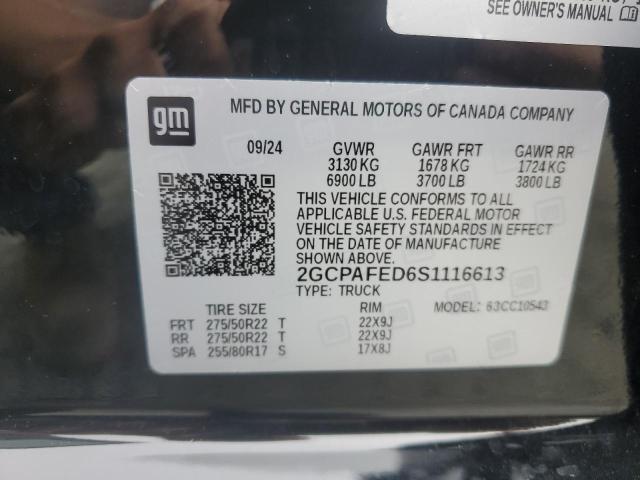 SEE OWNER'S MANUAL
gm
MFD BY GENERAL MOTORS OF CANADA COMPANY
09/24 GVWR GAWR FRT GAWR RR
3130 KG 1678 KG 1724 KG
6900 LB 3700 LB 3800 LB
THIS VEHICLE CONFORMS TO ALL
APPLICABLE U.S. FEDERAL MOTOR
VEHICLE SAFETY STANDARDS IN EFFECT
ON THE DATE OF MANUFACTURE
SHOWN ABOVE.
2GCPAFED6S1116613
TYPE: TRUCK MODEL: 63CC10543
TIRE SIZE RIM
FRT 275/50R22 T 22X9J
RR 275/50R22 T 22X9J
SPA 255/80R17 S 17X8J